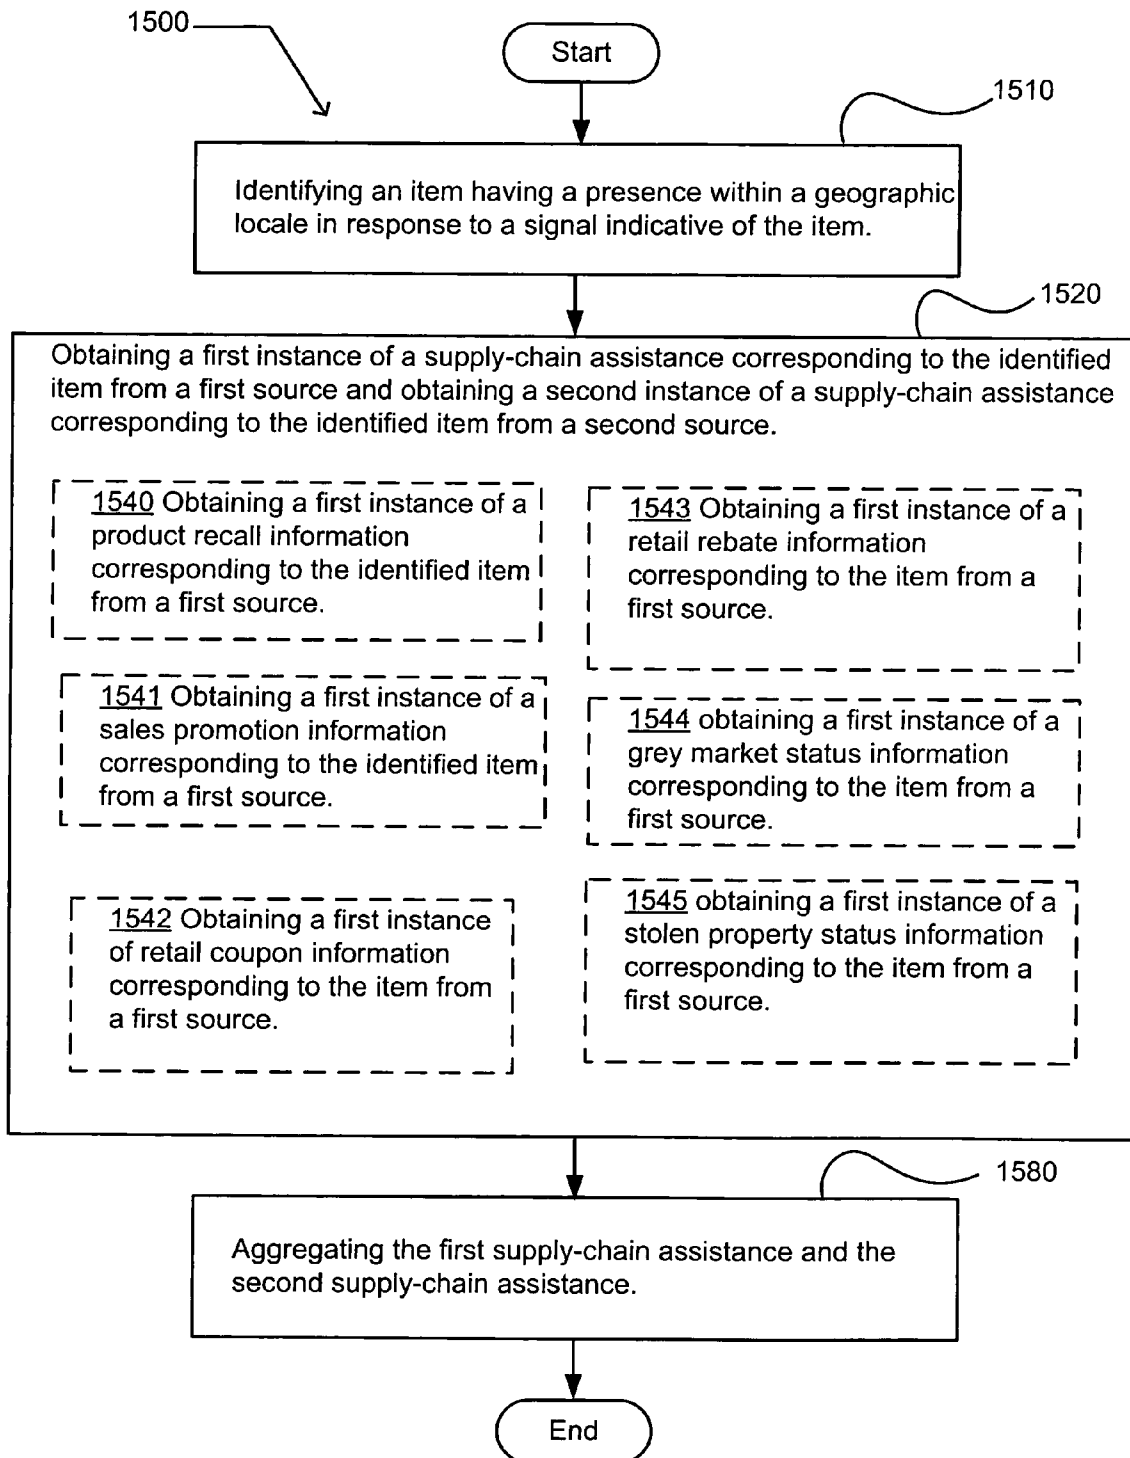 1500
Start
1510
Identifying an item having a presence within a geographic
locale in response to a signal indicative of the item.
1520
Obtaining a first instance of a supply-chain assistance corresponding to the identified
item from a first source and obtaining a second instance of a supply-chain assistance
corresponding to the identified item from a second source.
1540 Obtaining a first instance of a
product recall information
corresponding to the identified item
from a first source.
1543 Obtaining a first instance of a
retail rebate information
corresponding to the item from a
first source.
1541 Obtaining a first instance of a
sales promotion information
corresponding to the identified item
from a first source.
1544 obtaining a first instance of a
grey market status information
corresponding to the item from a
first source.
1542 Obtaining a first instance
of retail coupon information
corresponding to the item from
a first source.
1545 obtaining a first instance of a
stolen property status information
corresponding to the item from a
first source.
1580
Aggregating the first supply-chain assistance and the
second supply-chain assistance.
End